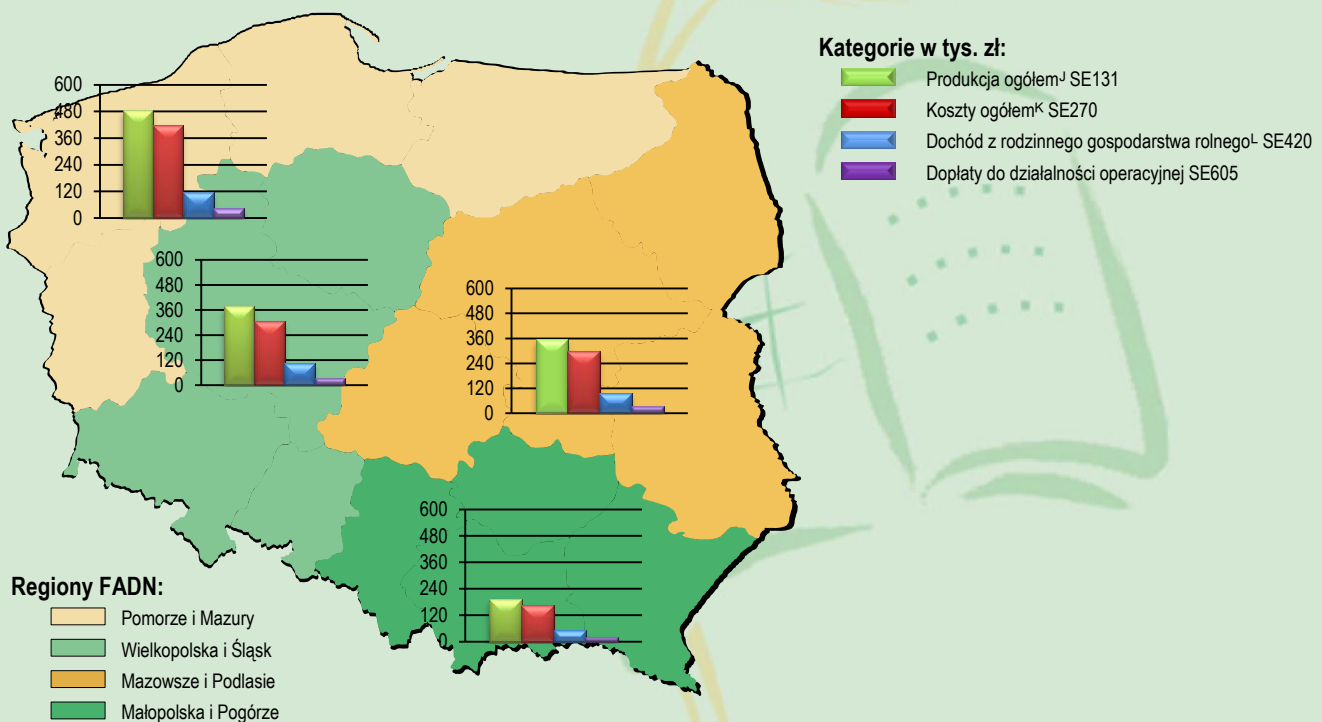 Kategorie w tys. zł:
Produkcja ogółemᴶ SE131
Koszty ogółemᴷ SE270
Dochód z rodzinnego gospodarstwa rolnegoᴸ SE420
Dopłaty do działalności operacyjnej SE605
600
480
360
240
120
0
600
480
360
240
120
0
600
480
360
240
120
0
600
480
360
240
120
0
Regiony FADN:
Pomorze i Mazury
Wielkopolska i Śląsk
Mazowsze i Podlasie
Małopolska i Pogórze